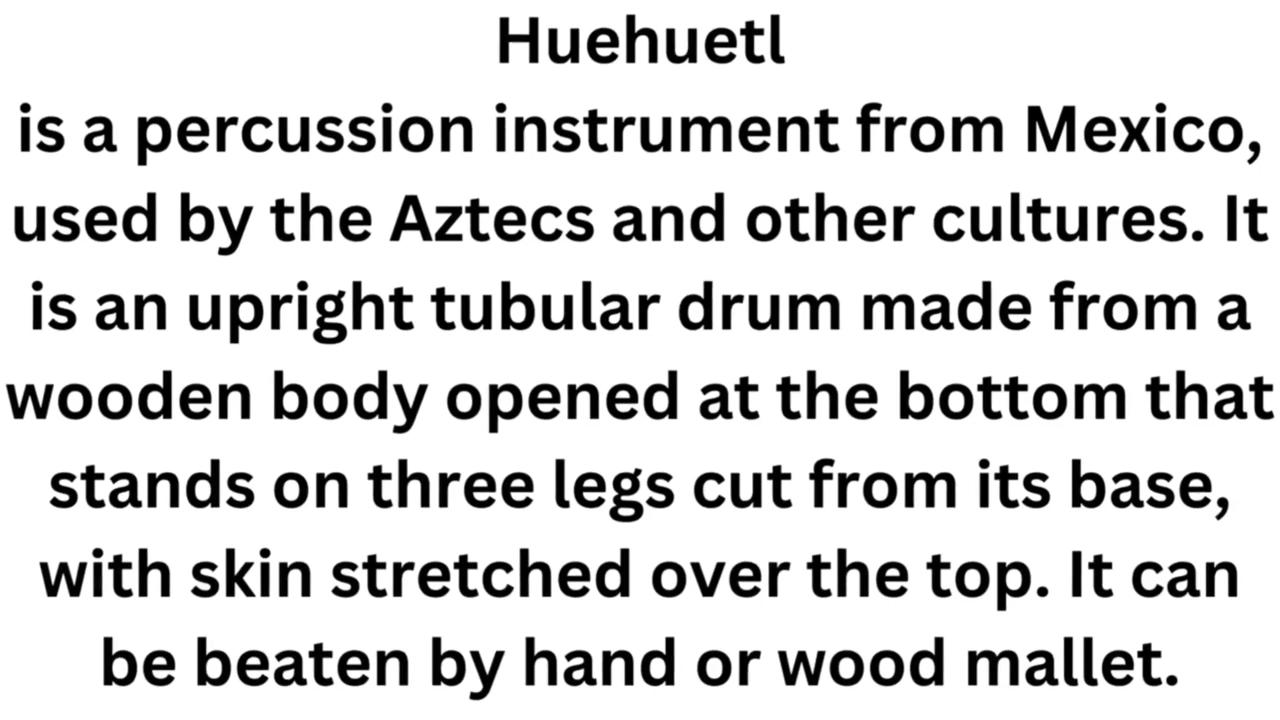 Huehuetl
is a percussion instrument from Mexico,
used by the Aztecs and other cultures. It
is an upright tubular drum made from a
wooden body opened at the bottom that
stands on three legs cut from its base,
with skin stretched over the top. It can
be beaten by hand or wood mallet.